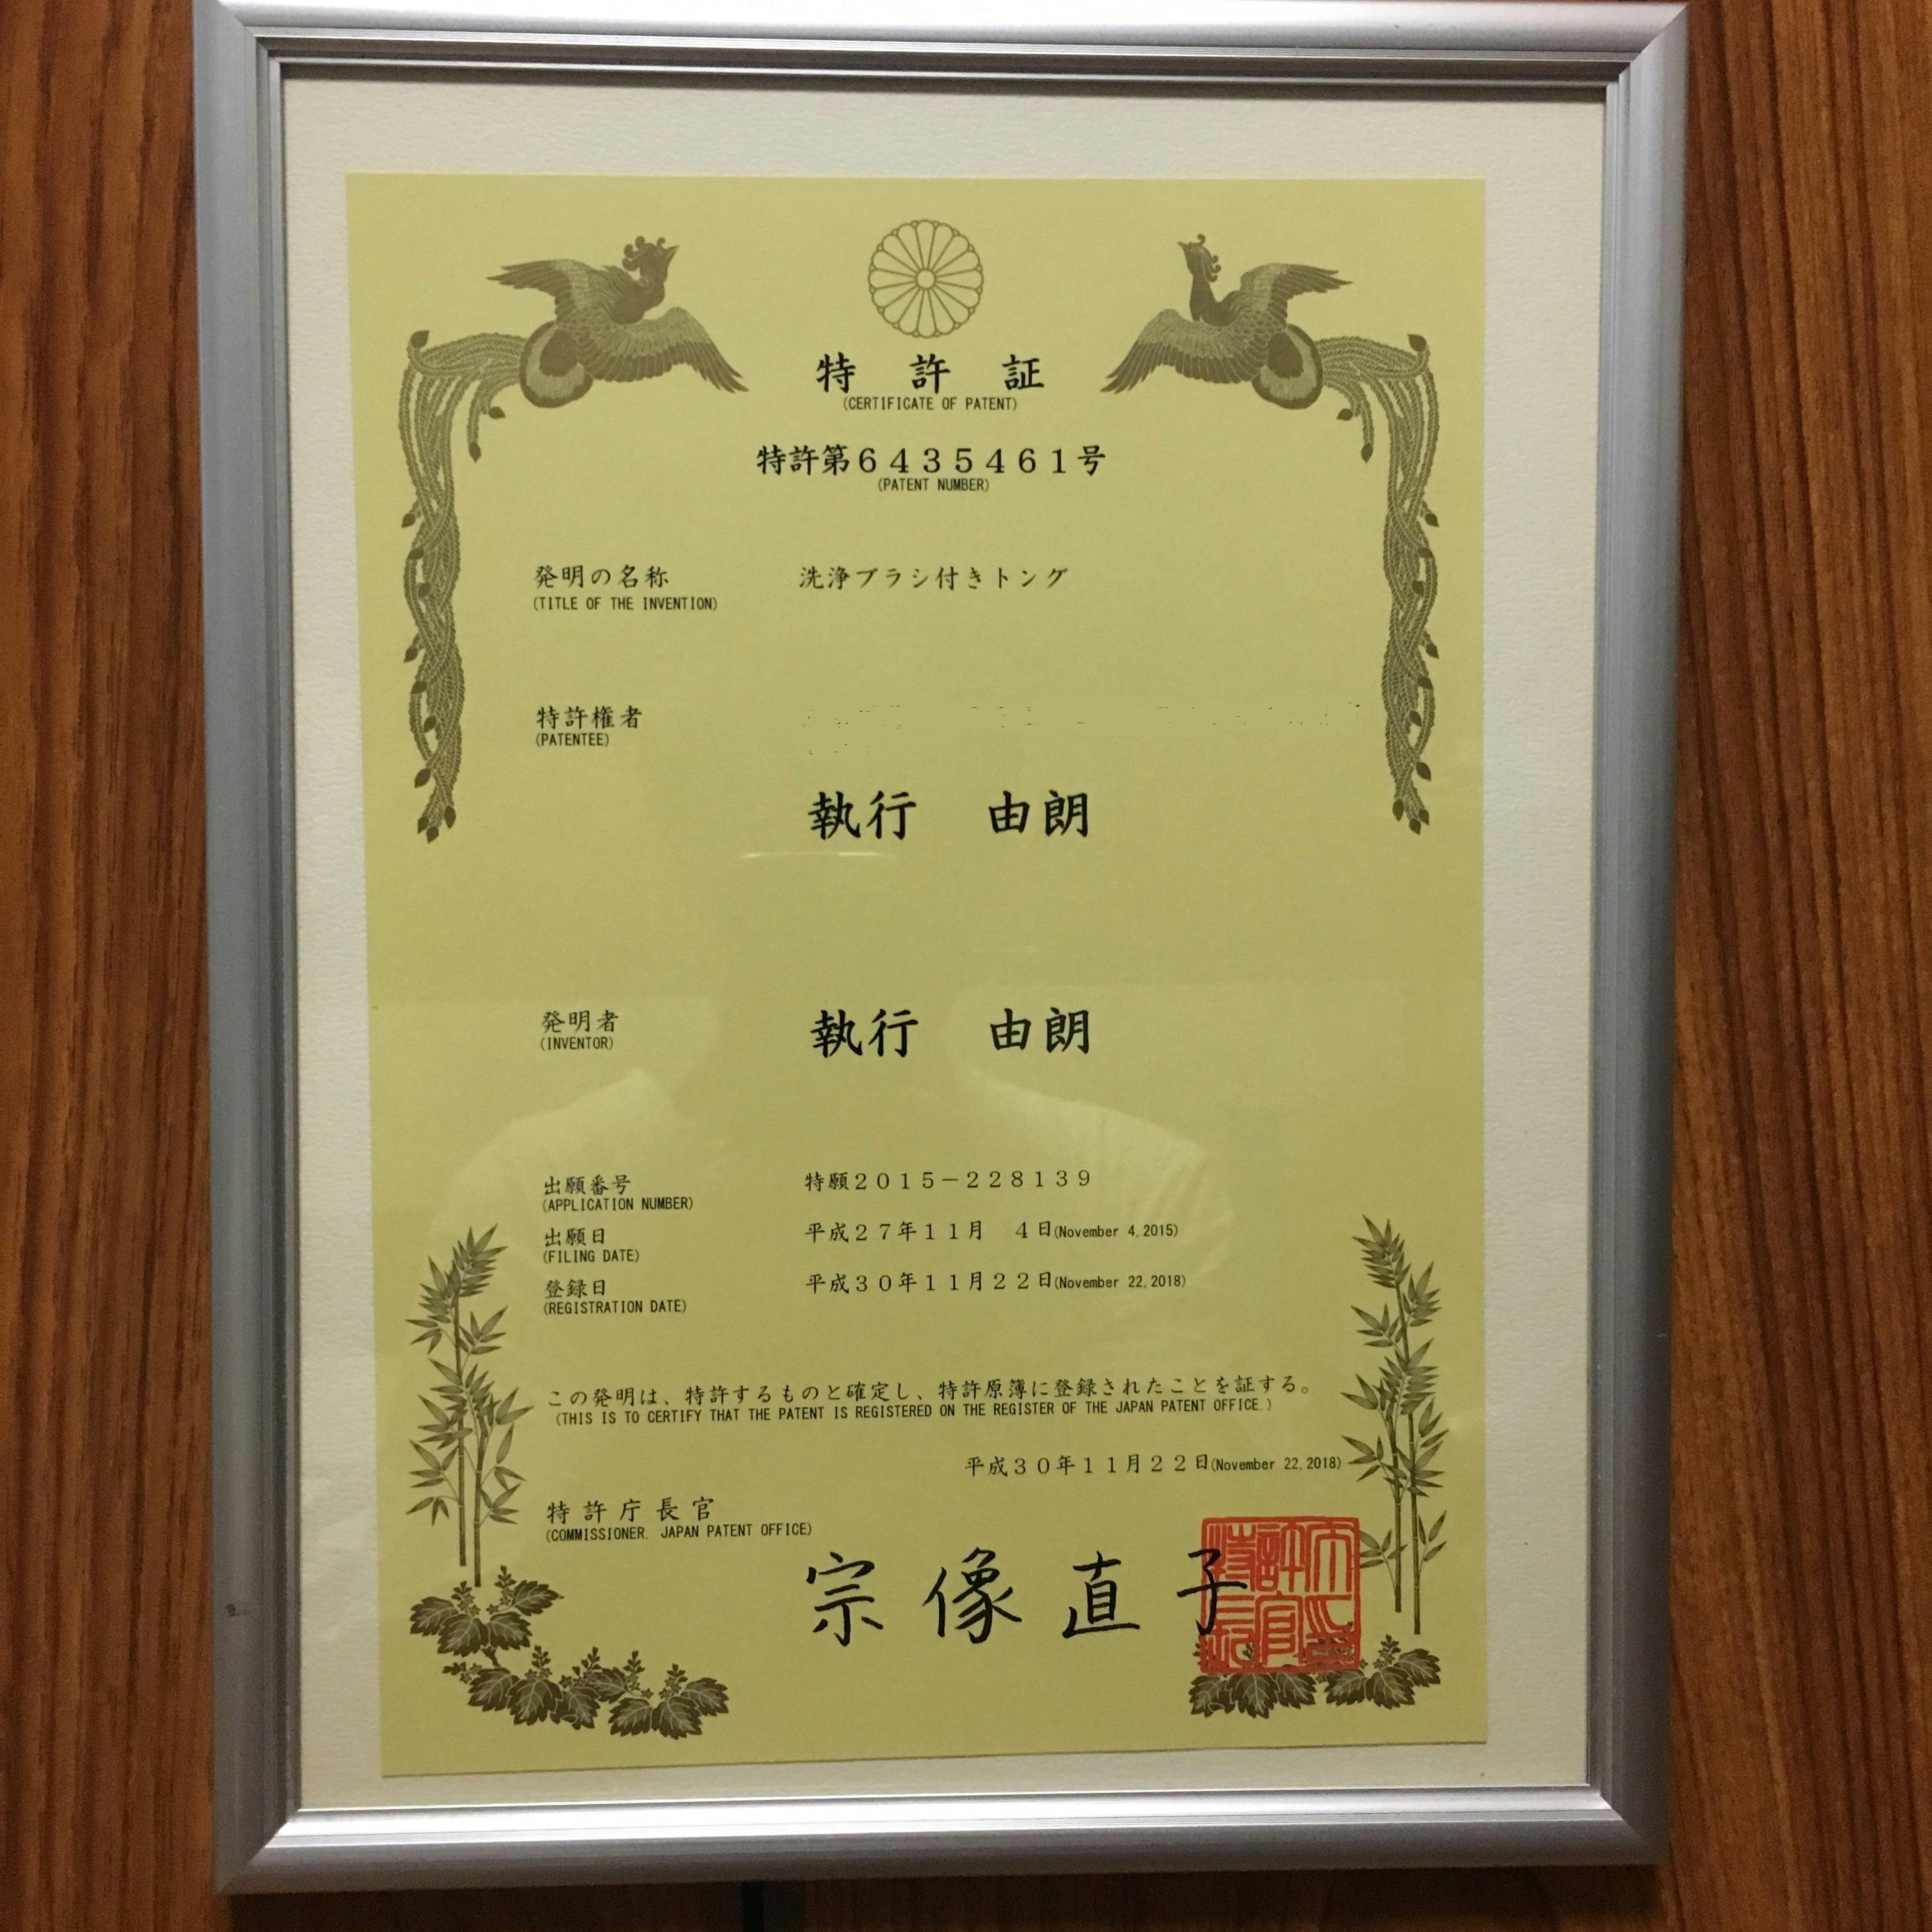 特許証
(CERTIFICATE OF PATENT)
特許第6435461号
(PATENT NUMBER)
発明の名称 洗浄ブラシ付きトング
(TITLE OF THE INVENTION)
特許権者
(PATENTEE)
執行 由朗
発明者 執行 由朗
(INVENTOR)
出願番号 特願2015-228139
(APPLICATION NUMBER)
出願日 平成27年11月 4日(November 4,2015)
(FILING DATE)
登録日 平成30年11月22日(November 22,2018)
(REGISTRATION DATE)
この発明は、特許するものと確定し、特許原簿に登録されたことを証する。
(THIS IS TO CERTIFY THAT THE PATENT IS REGISTERED ON THE REGISTER OF THE JAPAN PATENT OFFICE.)
平成30年11月22日(November 22,2018)
特許庁長官
(COMMISSIONER, JAPAN PATENT OFFICE)
宗像直子